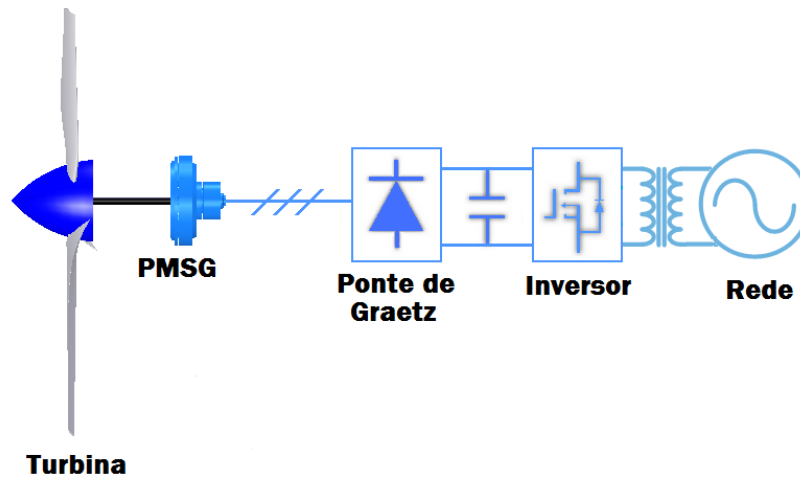 PMSG
Ponte de
Graetz
Inversor
Rede
Turbina